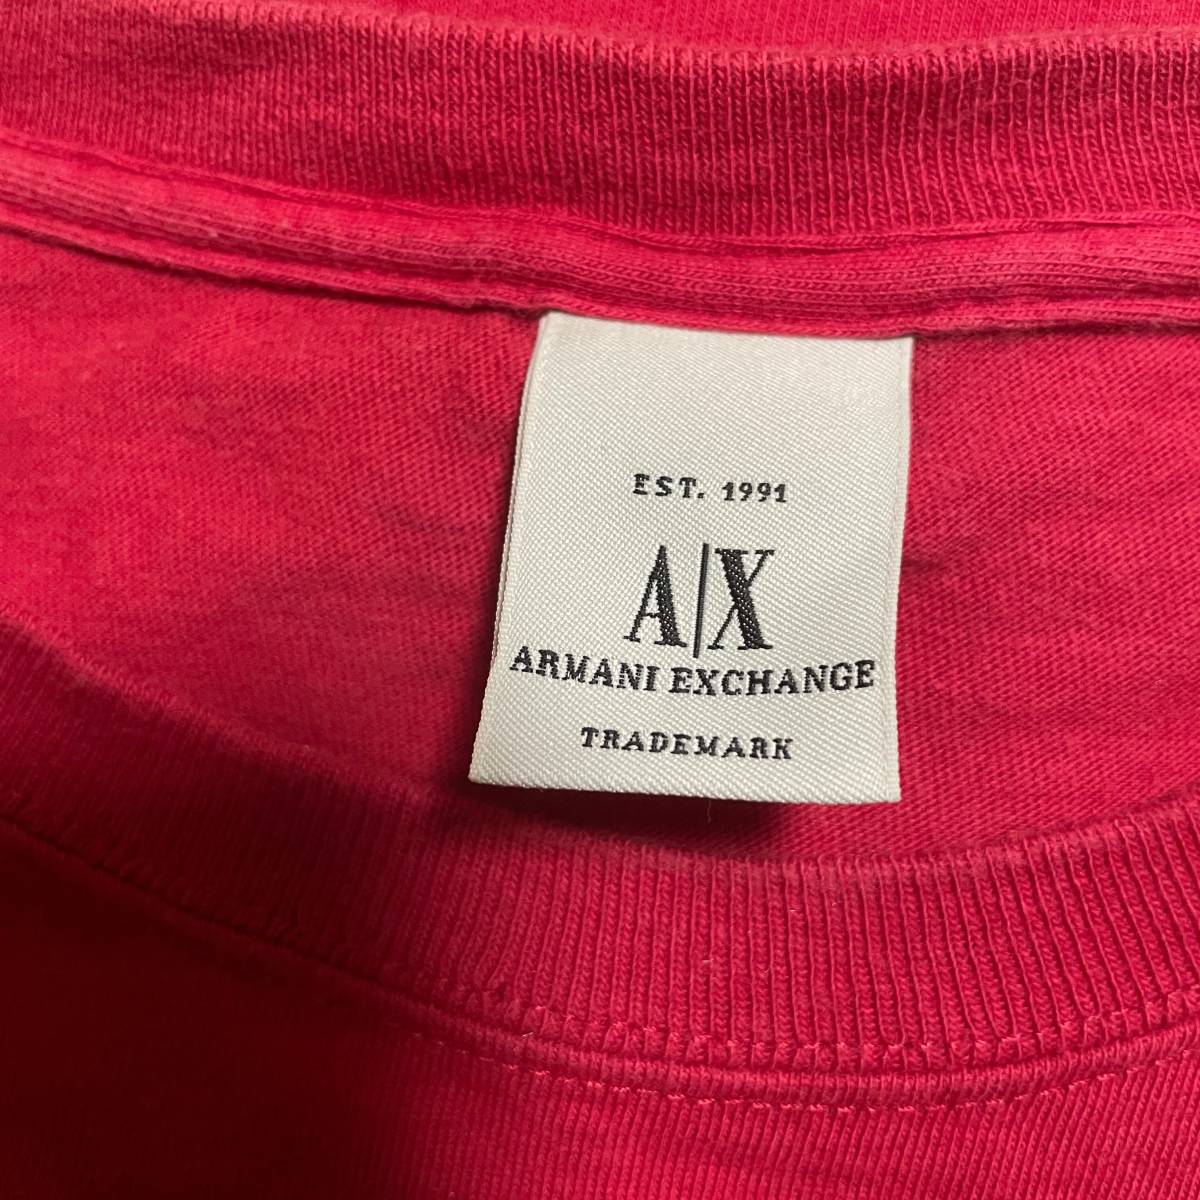 EST. 1991
A|X
ARMANI EXCHANGE
TRADEMARK